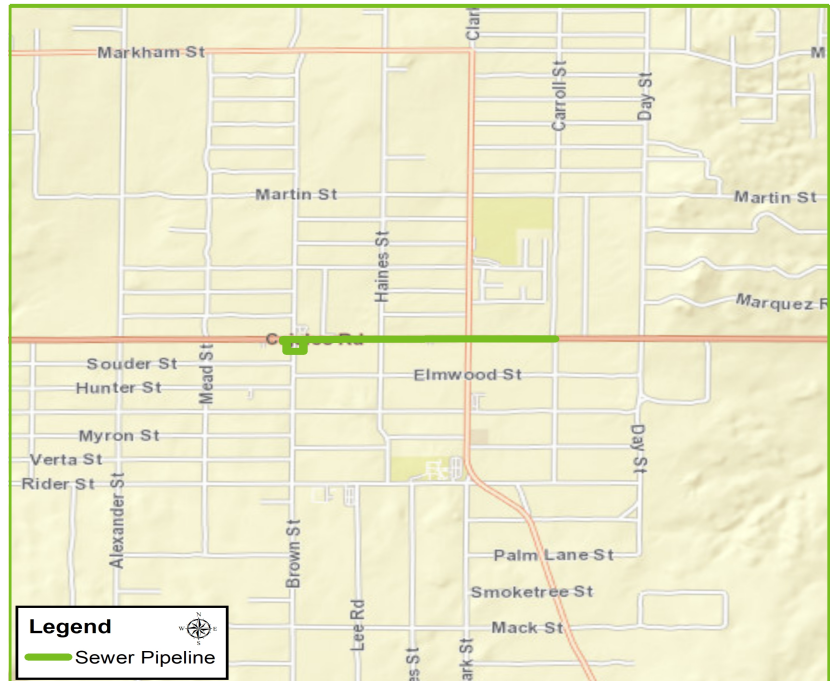 Clark
Markham St
M
Carroll St
Day St
Martin St
Martin St
Haines St
Marquez R
Rd
Souder St
Mead St
Elmwood St
Hunter St
Myron St
Day St
Verta St
Rider St
Alexander St
Brown St
Palm Lane St
Smoketree St
Lee Rd
Mack St
es St
ark St
Legend
N
W E
S
Sewer Pipeline